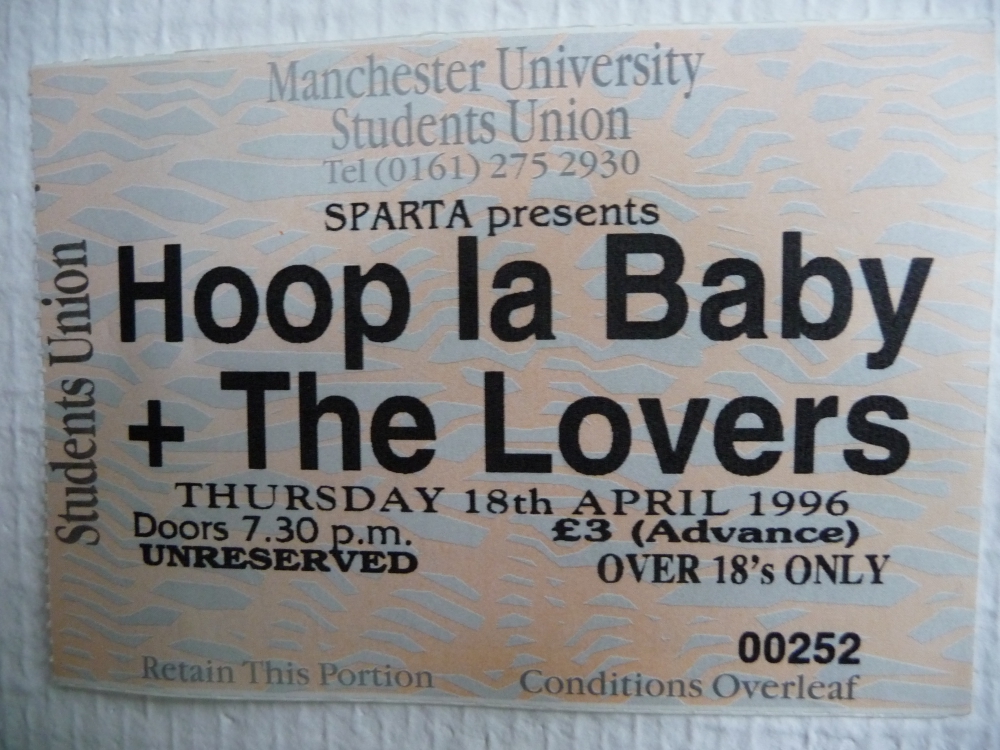 Manchester University
Students Union
Tel (0161) 275 2930
SPARTA presents
Hoop la Baby
+ The Lovers
THURSDAY 18th APRIL 1996
Doors 7.30 p.m. £3 (Advance)
UNRESERVED OVER 18's ONLY
00252
Retain This Portion Conditions Overleaf
Students Union